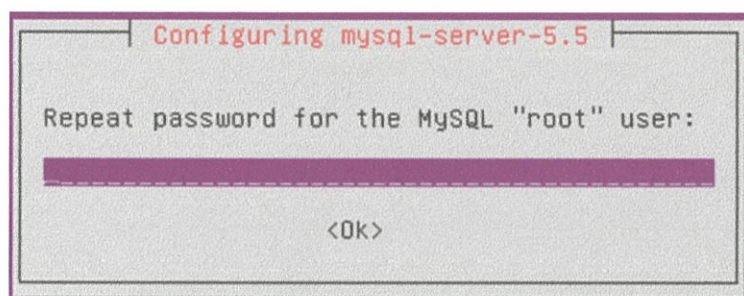 Configuring mysql-server-5.5
Repeat password for the MySQL "root" user:
<Ok>